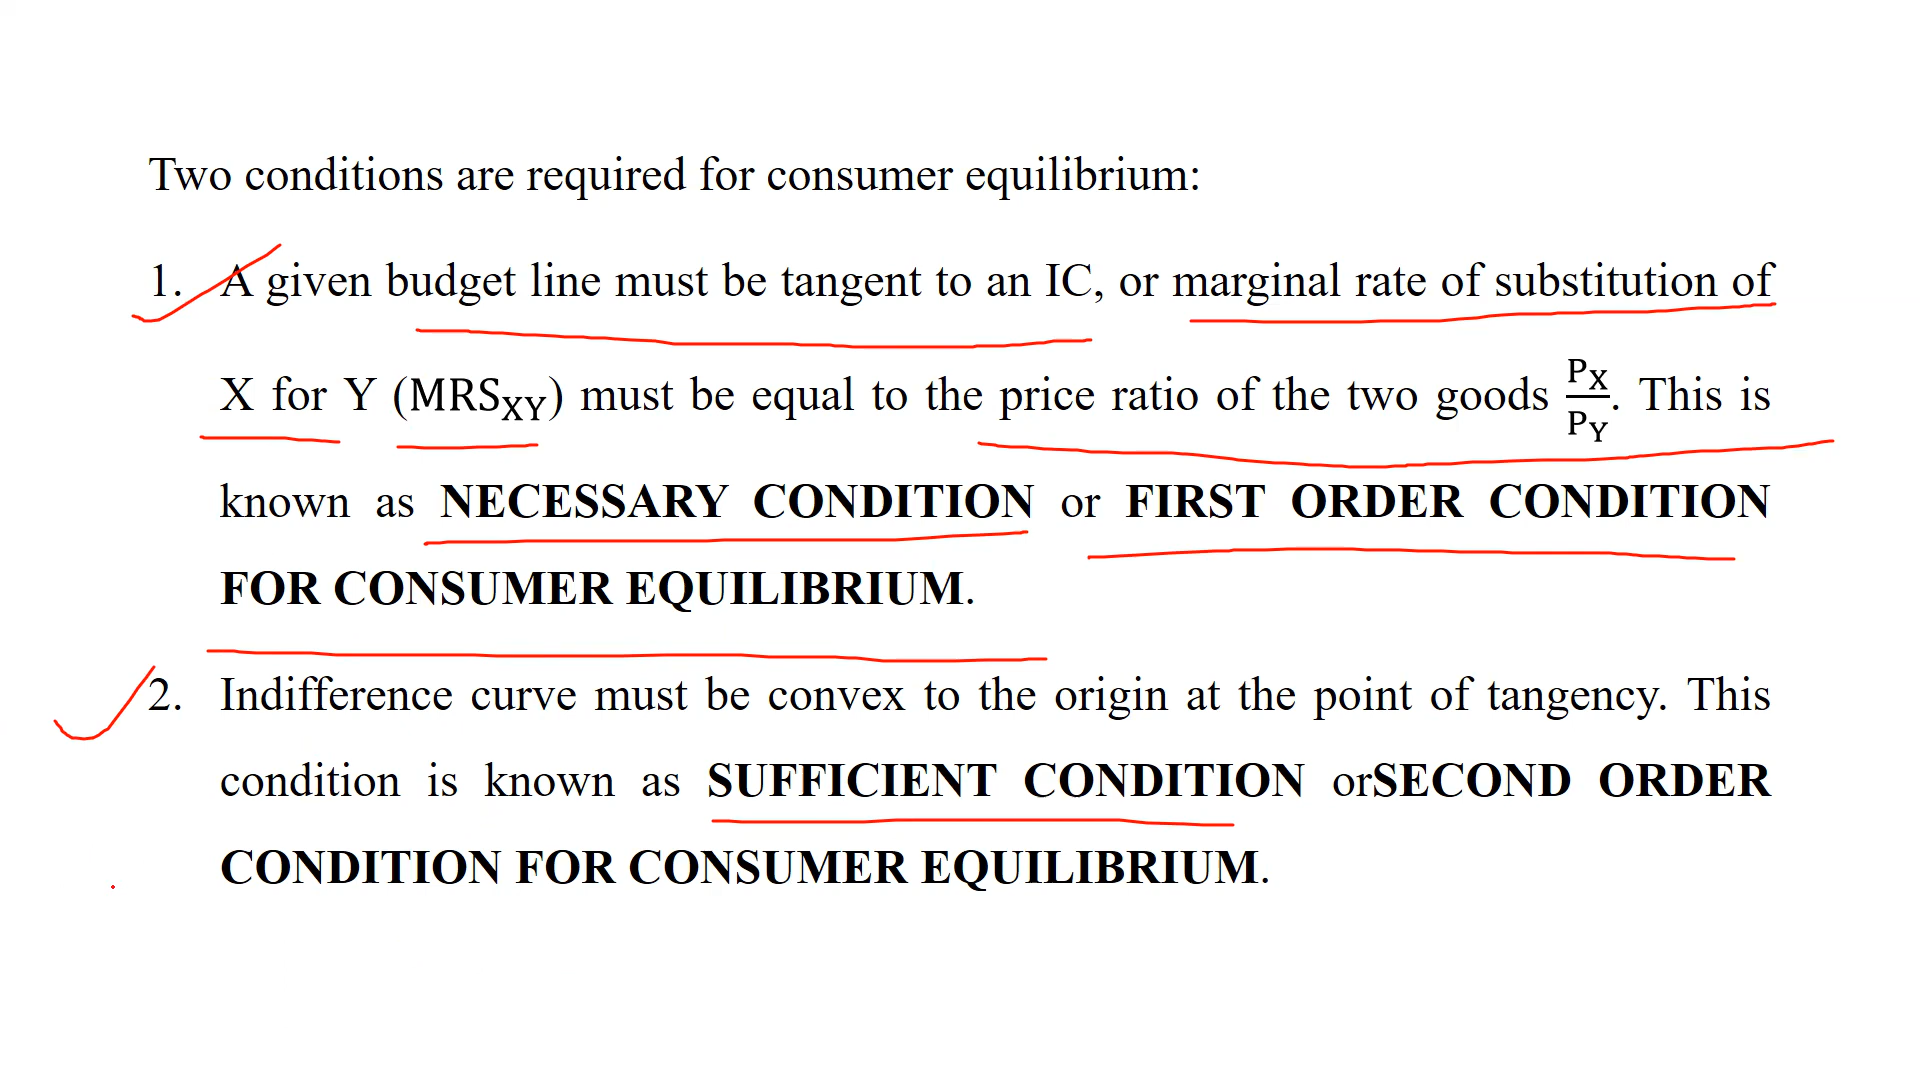 Two conditions are required for consumer equilibrium:
1. A given budget line must be tangent to an IC, or marginal rate of substitution of
X for Y (MRS_XY) must be equal to the price ratio of the two goods P_X/P_Y. This is
known as NECESSARY CONDITION or FIRST ORDER CONDITION
FOR CONSUMER EQUILIBRIUM.
2. Indifference curve must be convex to the origin at the point of tangency. This
condition is known as SUFFICIENT CONDITION orSECOND ORDER
CONDITION FOR CONSUMER EQUILIBRIUM.